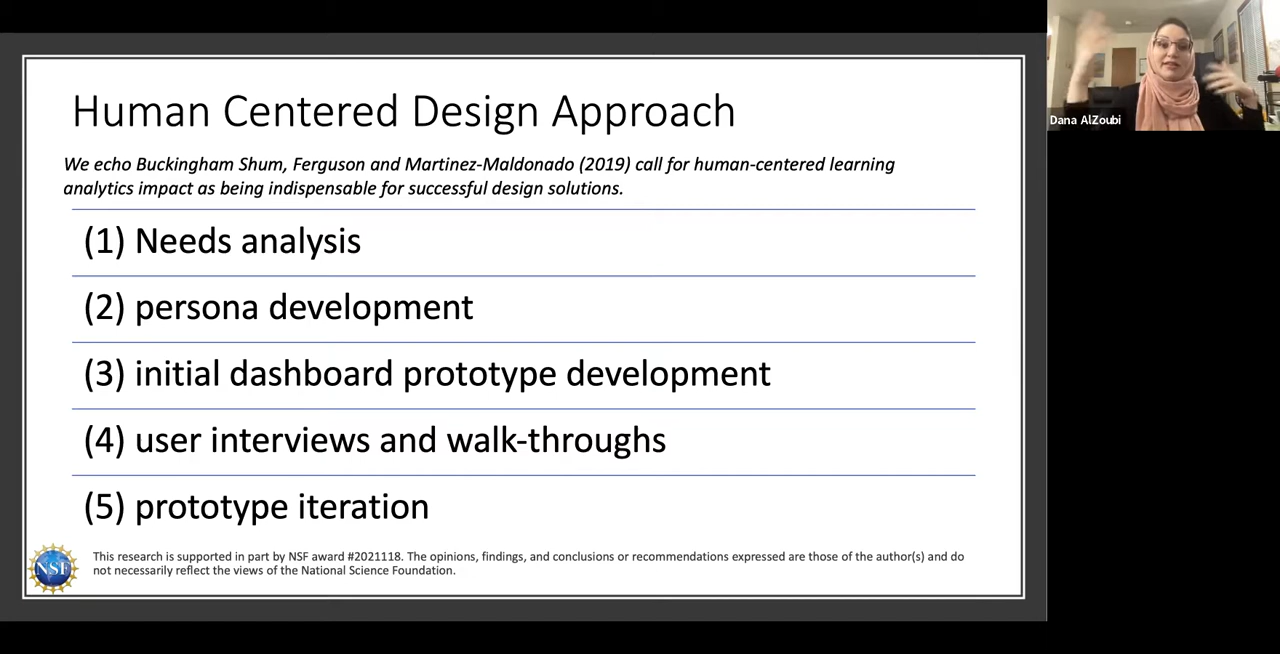 Human Centered Design Approach
We echo Buckingham Shum, Ferguson and Martinez-Maldonado (2019) call for human-centered learning
analytics impact as being indispensable for successful design solutions.
(1) Needs analysis
(2) persona development
(3) initial dashboard prototype development
(4) user interviews and walk-throughs
(5) prototype iteration
NSF
This research is supported in part by NSF award #2021118. The opinions, findings, and conclusions or recommendations expressed are those of the author(s) and do
not necessarily reflect the views of the National Science Foundation.
Dana AlZoubi